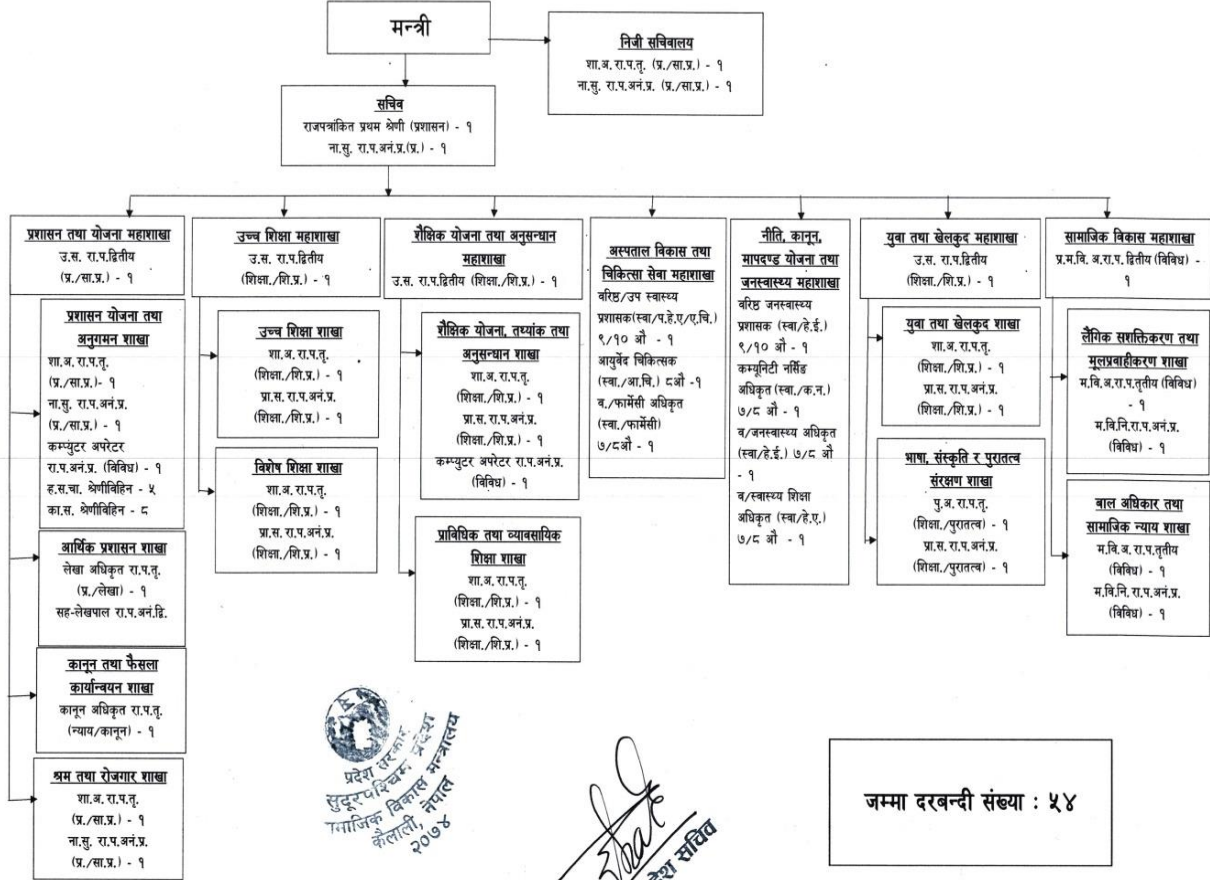 मन्त्री
निजी सचिवालय
शा.अ.रा.प.तृ. (प्र./सा.प्र.) - १
ना.सु. रा.प.अनं.प्र. (प्र./सा.प्र.) - १
सचिव
राजपत्रांकित प्रथम श्रेणी (प्रशासन) - १
ना.सु. रा.प.अनं.प्र.(प्र.) - १
प्रशासन तथा योजना महाशाखा
उ.स. रा.प.द्वितीय
(प्र./सा.प्र.) - १
प्रशासन योजना तथा
अनुगमन शाखा
शा.अ.रा.प.तृ.
(प्र./सा.प्र.)- १
ना.सु. रा.प.अनं.प्र.
(प्र./सा.प्र.) - १
कम्प्युटर अपरेटर
रा.प.अनं.प्र. (विविध) - १
ह.स.चा. श्रेणीविहिन - ५
का.स. श्रेणीविहिन - ८
आर्थिक प्रशासन शाखा
लेखा अधिकृत रा.प.तृ.
(प्र./लेखा) - १
सह-लेखपाल रा.प.अनं.द्वि.
कानून तथा फैसला
कार्यान्वयन शाखा
कानून अधिकृत रा.प.तृ.
(न्याय/कानून) - १
श्रम तथा रोजगार शाखा
शा.अ.रा.प.तृ.
(प्र./सा.प्र.) - १
ना.सु. रा.प.अनं.प्र.
(प्र./सा.प्र.) - १
उच्च शिक्षा महाशाखा
उ.स. रा.प.द्वितीय
(शिक्षा./शि.प्र.) - १
उच्च शिक्षा शाखा
शा.अ.रा.प.तृ.
(शिक्षा./शि.प्र.) - १
प्रा.स. रा.प.अनं.प्र.
(शिक्षा./शि.प्र.) - १
विशेष शिक्षा शाखा
शा.अ.रा.प.तृ.
(शिक्षा./शि.प्र.) - १
प्रा.स. रा.प.अनं.प्र.
(शिक्षा./शि.प्र.) - १
शैक्षिक योजना तथा अनुसन्धान
महाशाखा
उ.स. रा.प.द्वितीय (शिक्षा./शि.प्र.) - १
शैक्षिक योजना, तथ्यांक तथा
अनुसन्धान शाखा
शा.अ.रा.प.तृ.
(शिक्षा./शि.प्र.) - १
प्रा.स. रा.प.अनं.प्र.
(शिक्षा./शि.प्र.) - १
कम्प्युटर अपरेटर रा.प.अनं.प्र.
(विविध) - १
प्राविधिक तथा व्यावसायिक
शिक्षा शाखा
शा.अ.रा.प.तृ.
(शिक्षा./शि.प्र.) - १
प्रा.स. रा.प.अनं.प्र.
(शिक्षा./शि.प्र.) - १
अस्पताल विकास तथा
चिकित्सा सेवा महाशाखा
वरिष्ठ/उप स्वास्थ्य
प्रशासक(स्वा/प.हे.ए/ए.चि.)
९/१० औ - १
आयुर्वेद चिकित्सक
(स्वा./आ.चि.) ८औ -१
व./फार्मेसी अधिकृत
(स्वा./फार्मेसी)
७/८औ - १
नीति, कानून,
मापदण्ड योजना तथा
जनस्वास्थ्य महाशाखा
वरिष्ठ जनस्वास्थ्य
प्रशासक (स्वा/हे.ई.)
९/१० औ - १
कम्यूनिटी नर्सिङ
अधिकृत (स्वा./क.न.)
७/८ औ - १
व/जनस्वास्थ्य अधिकृत
(स्वा/हे.ई.) ७/८ औ
- १
व/स्वास्थ्य शिक्षा
अधिकृत (स्वा/हे.ए.)
७/८ औ - १
युवा तथा खेलकुद महाशाखा
उ.स. रा.प.द्वितीय
(शिक्षा./शि.प्र.) - १
युवा तथा खेलकुद शाखा
शा.अ.रा.प.तृ.
(शिक्षा./शि.प्र.) - १
प्रा.स. रा.प.अनं.प्र.
(शिक्षा./शि.प्र.) - १
भाषा, संस्कृति र पुरातत्व
संरक्षण शाखा
पु.अ.रा.प.तृ.
(शिक्षा./पुरातत्व) - १
प्रा.स. रा.प.अनं.प्र.
(शिक्षा./पुरातत्व) - १
सामाजिक विकास महाशाखा
प्र.म.वि. अ.रा.प. द्वितीय (विविध) -
१
लैंगिक सशक्तिकरण तथा
मूलप्रवाहीकरण शाखा
म.वि.अ.रा.प.तृतीय (विविध)
- १
म.वि.नि.रा.प.अनं.प्र.
(विविध) - १
बाल अधिकार तथा
सामाजिक न्याय शाखा
म.वि.अ. रा.प.तृतीय
(विविध) - १
म.वि.नि. रा.प.अनं.प्र.
(विविध) - १
प्रदेश सरकार
सुदूरपश्चिम प्रदेश
सामाजिक विकास मन्त्रालय
कैलाली, नेपाल
२०७४
सचिव
जम्मा दरबन्दी संख्या : ५४